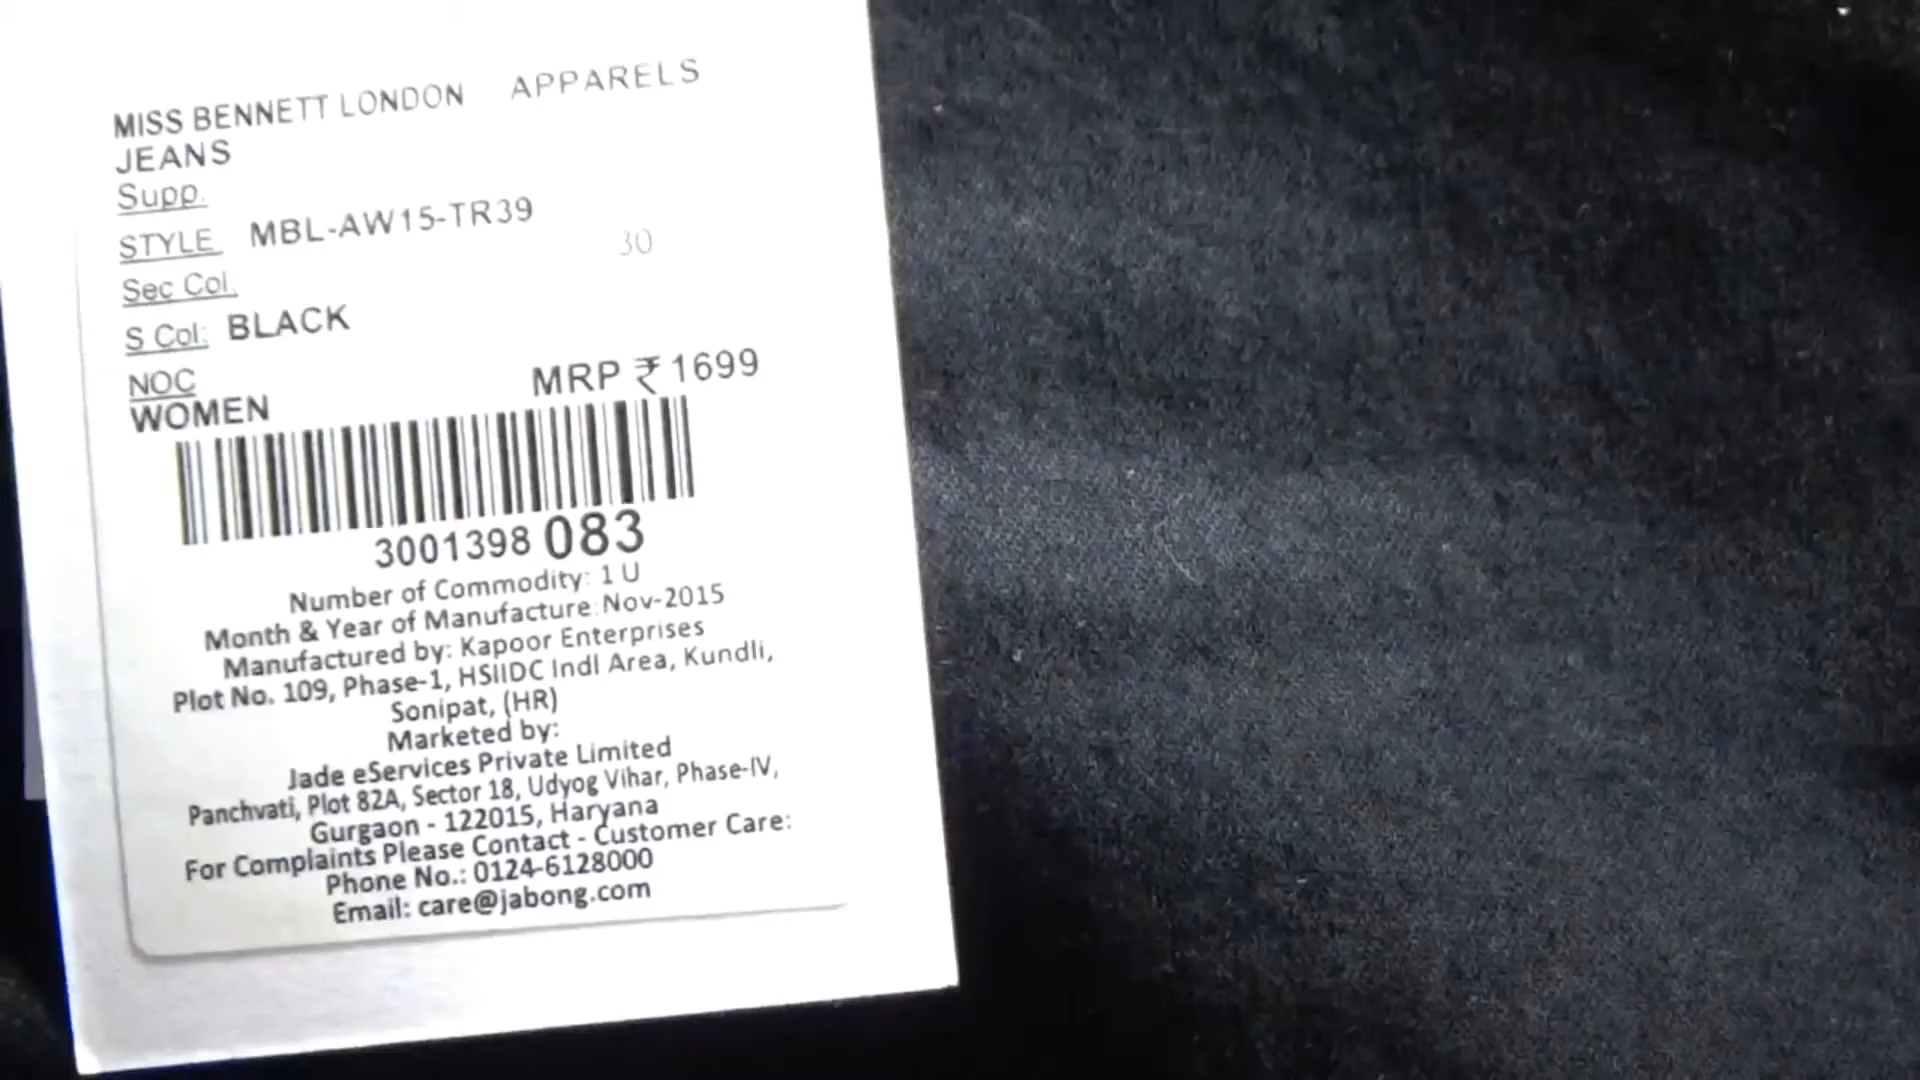 MISS BENNETT LONDON APPARELS
JEANS
Supp.
STYLE MBL-AW15-TR39
30
Sec Col.
S Col: BLACK
NOC
MRP ₹ 1699
WOMEN
3001398 083
Number of Commodity: 1 U
Month & Year of Manufacture: Nov-2015
Manufactured by: Kapoor Enterprises
Plot No. 109, Phase-1, HSIIDC Indl Area, Kundli,
Sonipat, (HR)
Marketed by:
Jade eServices Private Limited
Panchvati, Plot 82A, Sector 18, Udyog Vihar, Phase-IV,
Gurgaon - 122015, Haryana
For Complaints Please Contact - Customer Care:
Phone No.: 0124-6128000
Email: care@jabong.com